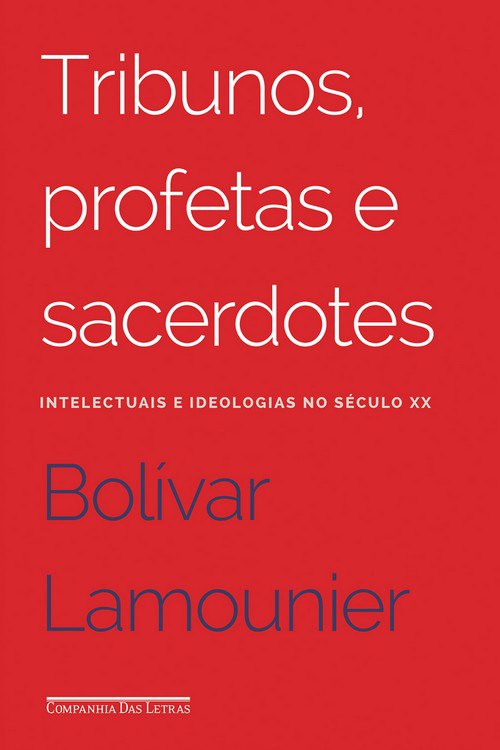 Tribunos,
profetas e
sacerdotes
INTELECTUAIS E IDEOLOGIAS NO SÉCULO XX
Bolívar
Lamounier
COMPANHIA DAS LETRAS